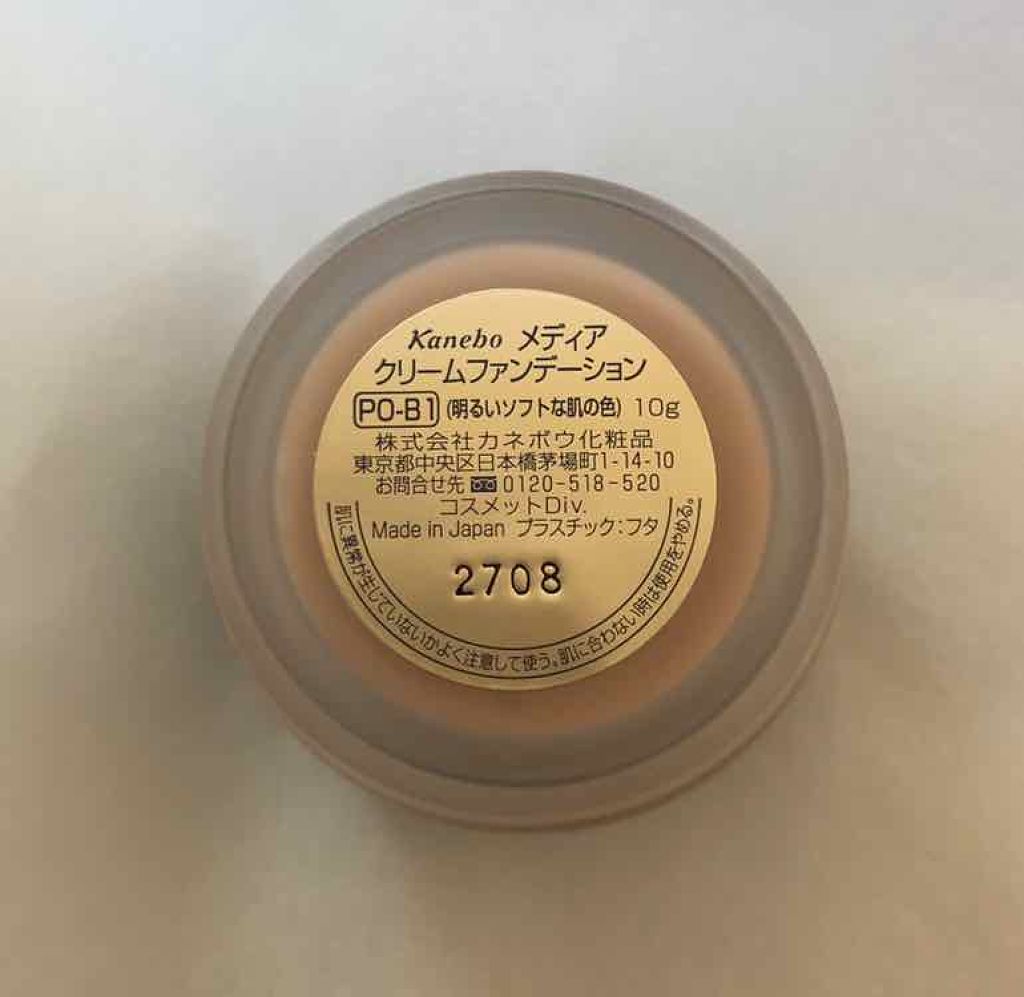 Kanebo メディア
クリームファンデーション
PO-B1 (明るいソフトな肌の色) 10g
株式会社カネボウ化粧品
東京都中央区日本橋茅場町1-14-10
お問合せ先 0120-518-520
コスメットDiv.
Made in Japan プラスチック:フタ
2708
肌に異常が生じていないかよく注意して使う。肌に合わない時は使用をやめる。